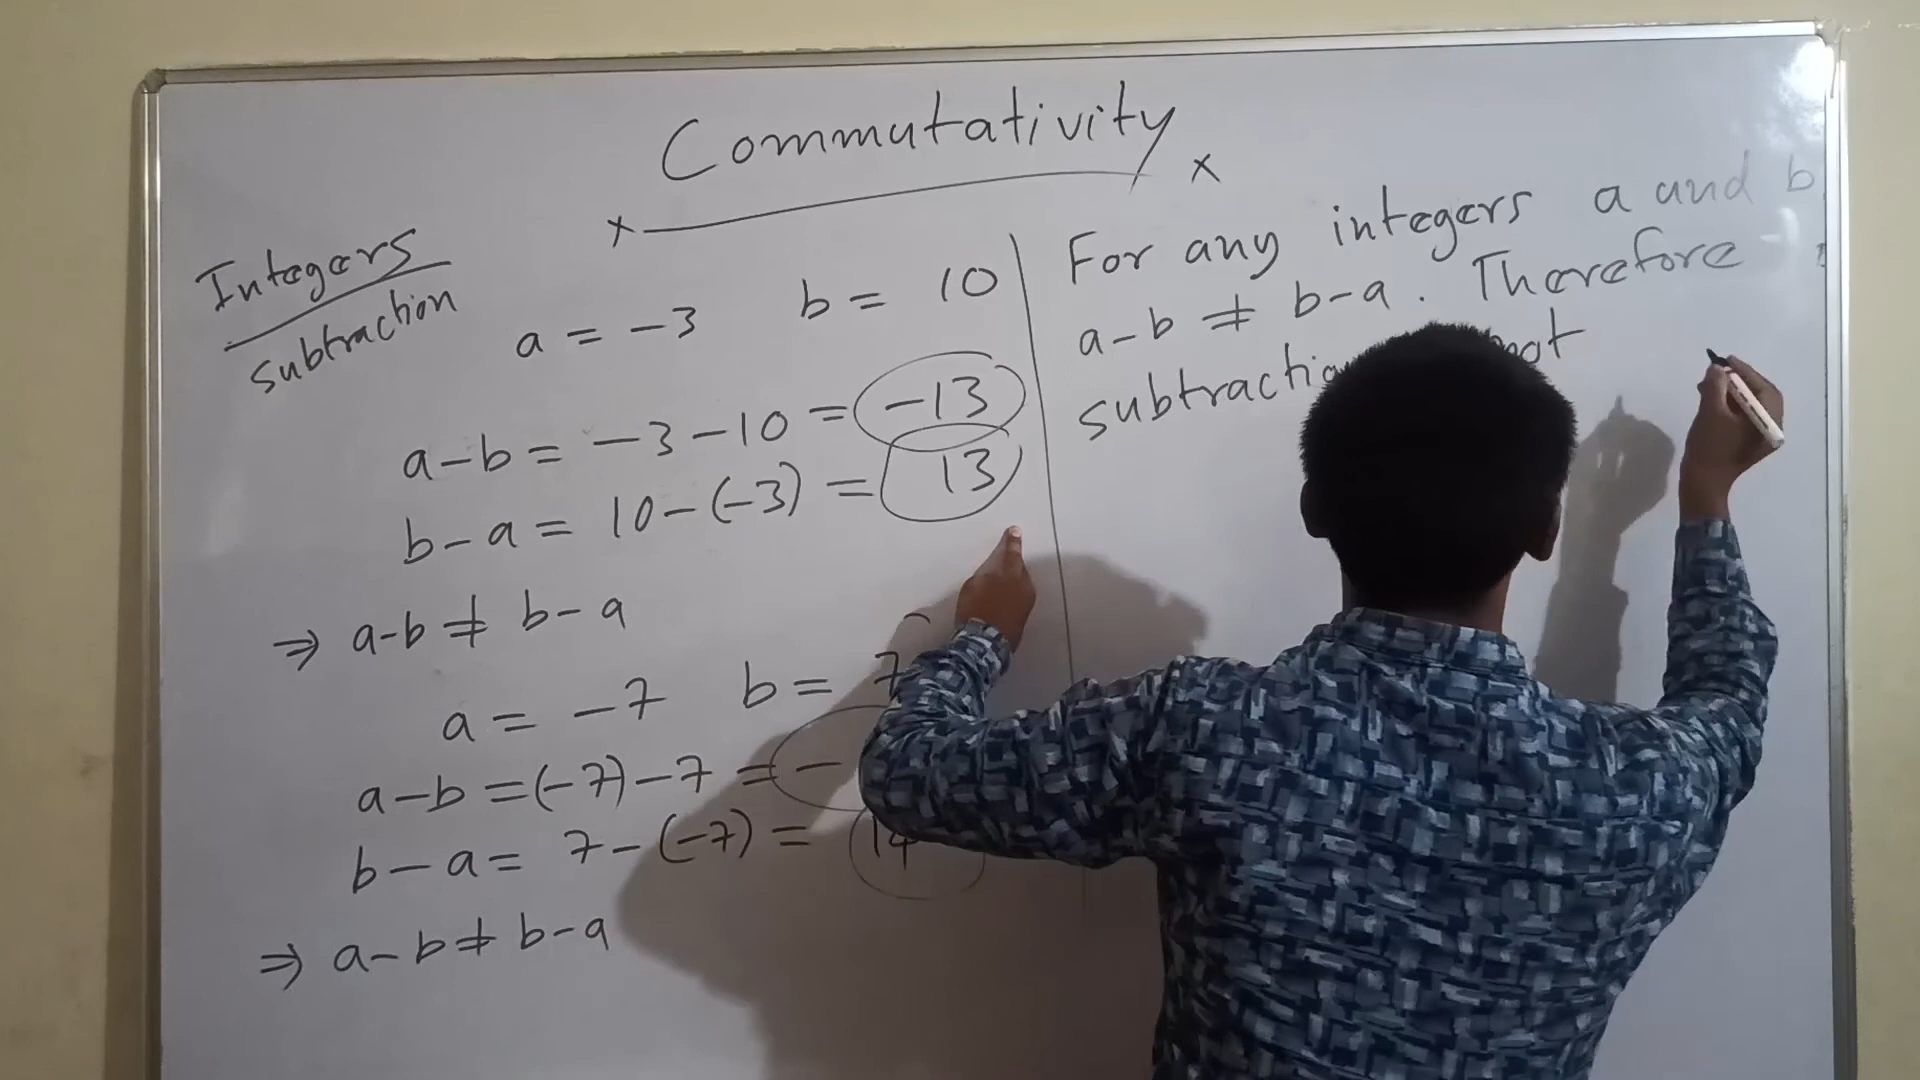 Commutativity
Integers
subtraction
a = -3 b = 10
a-b = -3-10 = -13
b-a = 10-(-3) = 13
⇒ a-b ≠ b-a
a = -7 b = 7
a-b = (-7)-7 = -
b-a = 7-(-7) = 14
⇒ a-b ≠ b-a
For any integers a and b
a-b ≠ b-a. Therefore
subtraction not